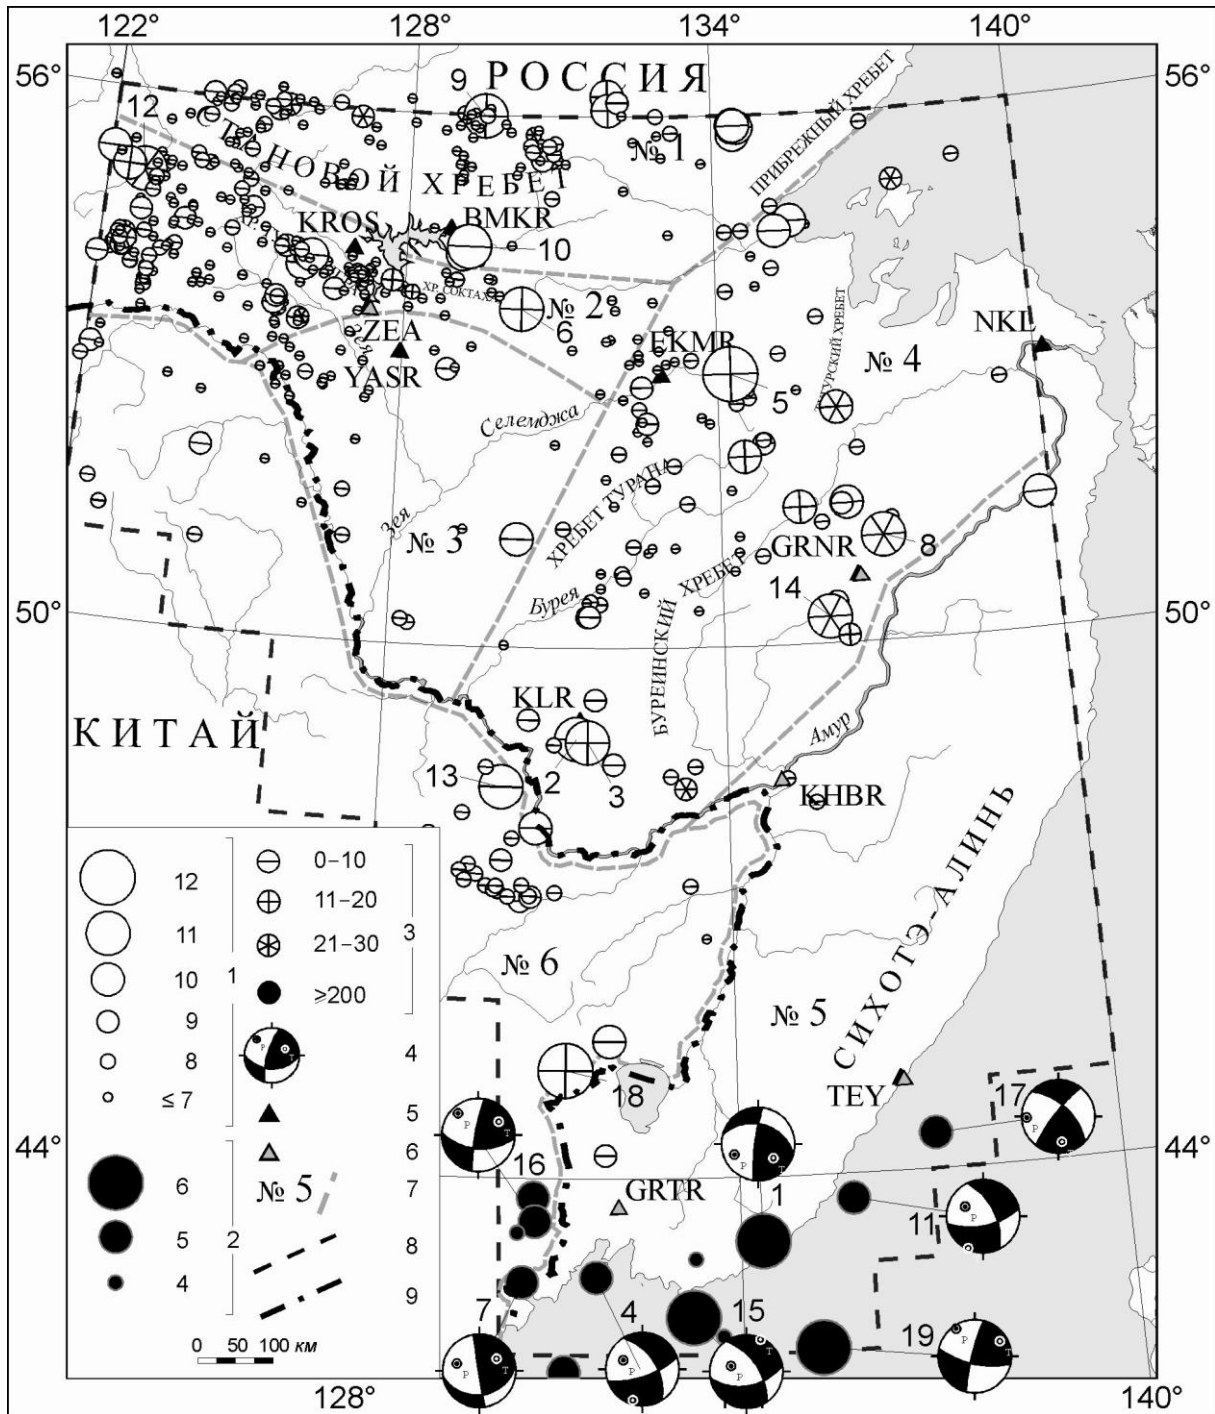 122° 128° 134° 140°
56° 56°
РОССИЯ
9
12
№ 1
СТАНОВОЙ ХРЕБЕТ
ПРИБРЕЖНЫЙ ХРЕБЕТ
KROS
BMKR
10
ХР. СОКТАХАН
№ 2
6
ZEA
Зея
YASR
EKMR
5
№ 4
NKL
Селемджа
ХРЕБЕТ ТУРАНА
Зея
№ 3
GRNR
8
14
Бурея
БУРЕИНСКИЙ ХРЕБЕТ
50° 50°
КИТАЙ
KLR
2
3
13
Амур
KHBR
СИХОТЭ-АЛИНЬ
№ 6
№ 5
18
TEY
17
16
1
GRTR
11
7
4
15
19
44° 44°
12
11
10
9
8
≤ 7
1
6
5
4
2
0–10
11–20
21–30
≥200
3
4
5
6
№ 5
7
8
9
0 50 100 км
128° 140°